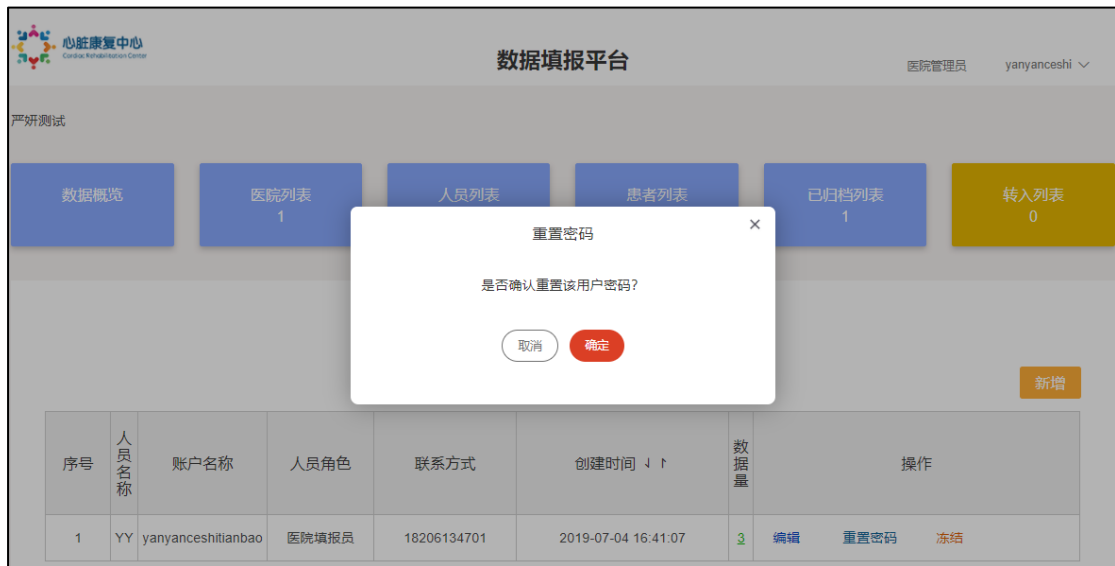 心脏康复中心
Cardiac Rehabilitation Center
数据填报平台
医院管理员
yanyanceshi
严妍测试
数据概览
医院列表
1
人员列表
患者列表
已归档列表
1
转入列表
0
重置密码
×
是否确认重置该用户密码？
取消
确定
新增
序号
人员名称
账户名称
人员角色
联系方式
创建时间
数据量
操作
1
YY
yanyanceshitianbao
医院填报员
18206134701
2019-07-04 16:41:07
3
编辑
重置密码
冻结